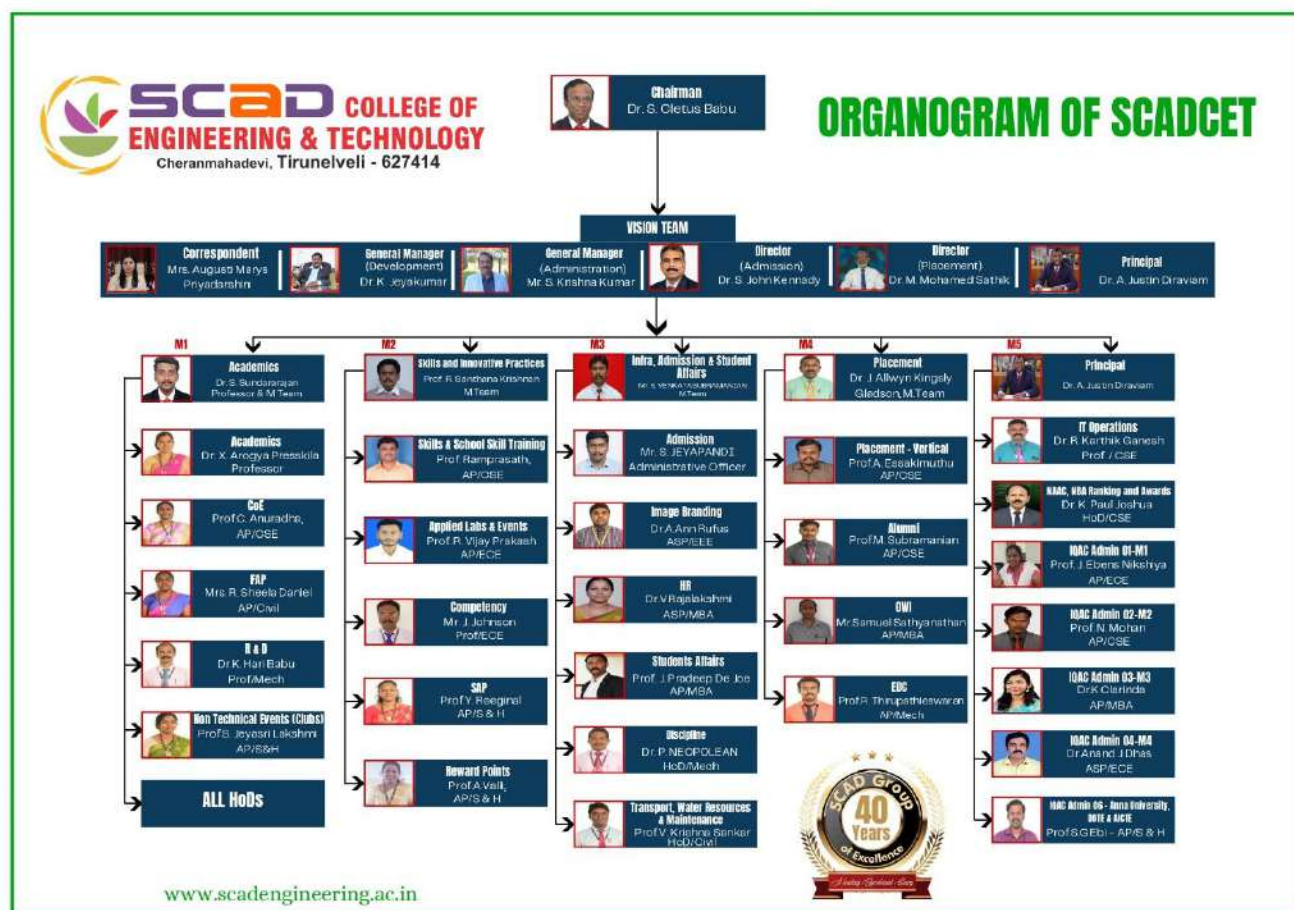 SCAD COLLEGE OF
ENGINEERING & TECHNOLOGY
Cheranmahadevi, Tirunelveli - 627414
Chairman
Dr. S. Cletus Babu
ORGANOGRAM OF SCADCET
VISION TEAM
Correspondent
Mrs. Augusti Marys
Priyadarshini
General Manager
(Development)
Dr. K. Jeyakumar
General Manager
(Administration)
Mr. S. Krishna Kumar
Director
(Admission)
Dr. S. John Kennady
Director
(Placement)
Dr. M. Mohamed Sathik
Principal
Dr. A. Justin Diraviam
M1
Academics
Dr. S. Sundararajan
Professor & M Team
Academics
Dr. X. Arogya Presskila
Professor
CoE
Prof.C. Anuradha,
AP/CSE
FAP
Mrs. R. Sheela Daniel
AP/Civil
R & D
Dr.K. Hari Babu
Prof/Mech
Non Technical Events (Clubs)
Prof.S. Jeyasri Lakshmi
AP/S&H
ALL HoDs
M2
Skills and Innovative Practices
Prof. R. Santhana Krishnan
M.Team
Skills & School Skill Training
Prof. Ramprasath,
AP/CSE
Applied Labs & Events
Prof. R. Vijay Prakash
AP/ECE
Competency
Mr. J. Johnson
Prof/ECE
SAP
Prof.Y. Reeginal
AP/S & H
Reward Points
Prof.A.Valli,
AP/S & H
M3
Infra, Admission & Student
Affairs
Mr. S. VENKATASUBRAMANIAN
M.Team
Admission
Mr. S. JEYAPANDI
Administrative Officer
Image Branding
Dr.A.Ann Rufus
ASP/EEE
HR
Dr.V.Rajalakshmi
ASP/MBA
Students Affairs
Prof. J.Pradeep De Joe
AP/MBA
Discipline
Dr. P. NEOPOLEAN
HoD/Mech
Transport, Water Resources
& Maintenance
Prof.V. Krishna Sankar
HoD/Civil
M4
Placement
Dr. J. Allwyn Kingsly
Gladson, M.Team
Placement - Vertical
Prof.A. Essakimuthu
AP/CSE
Alumni
Prof.M. Subramanian
AP/CSE
OWI
Mr.Samuel Sathyanathan
AP/MBA
EDC
Prof.R. Thirupathieswaran
AP/Mech
M5
Principal
Dr. A. Justin Diraviam
IT Operations
Dr. R. Karthik Ganesh
Prof / CSE
NAAC, NBA Ranking and Awards
Dr. K. Paul Joshua
HoD/CSE
IQAC Admin 01-M1
Prof. J.Ebens Nikshiya
AP/ECE
IQAC Admin 02-M2
Prof. N. Mohan
AP/CSE
IQAC Admin 03-M3
Dr.K Clarinda
AP/MBA
IQAC Admin 04-M4
Dr.Anand J Dhas
ASP/ECE
IQAC Admin 06 - Anna University,
DOTE & AICTE
Prof.S.G.Ebi - AP/S & H
SCAD Group
40
Years
of Excellence
www.scadengineering.ac.in